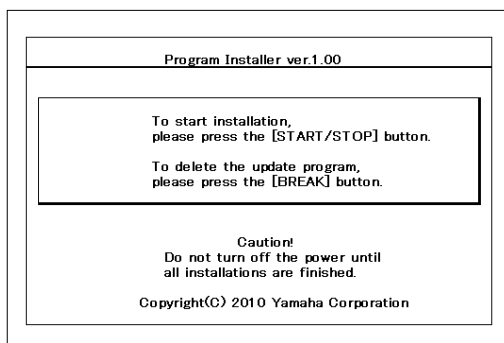 Program Installer ver.1.00
To start installation,
please press the [START/STOP] button.
To delete the update program,
please press the [BREAK] button.
Caution!
Do not turn off the power until
all installations are finished.
Copyright(C) 2010 Yamaha Corporation